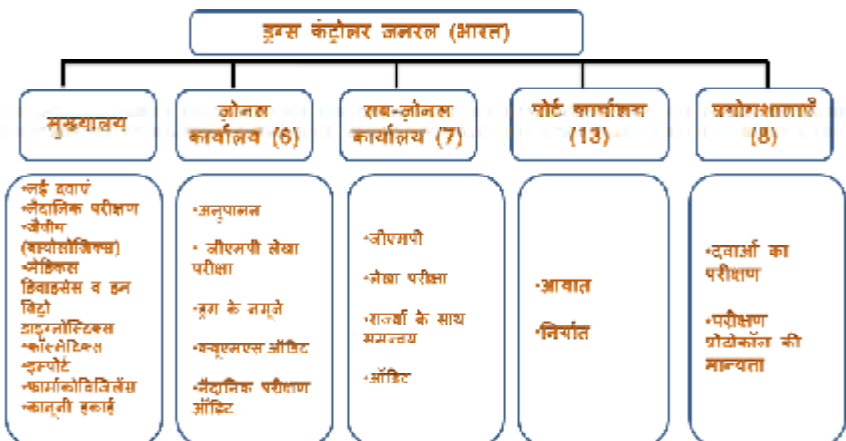 ड्रग्स कंट्रोलर जनरल (भारत)
मुख्यालय
ज़ोनल
कार्यालय (6)
सब-ज़ोनल
कार्यालय (7)
पोर्ट कार्यालय
(13)
प्रयोगशालाएँ
(8)
•नई दवाएं
•नैदानिक परीक्षण
•जैवीय
(बायोलॉजिक्स)
•मेडिकल
डिवाइसेस व इन
विट्रो
डाइग्नोस्टिक्स
•कॉस्मेटिक्स
•इम्पोर्ट
•फार्माकोविजिलेंस
•कानूनी इकाई
•अनुपालन
• जीएमपी लेखा
परीक्षा
•ड्रग के नमूने
•क्यूएमएस ऑडिट
•नैदानिक परीक्षण
ऑडिट
•जीएमपी
•लेखा परीक्षा
•राज्यों के साथ
समन्वय
•ऑडिट
•आयात
•निर्यात
•दवाओं का
परीक्षण
•परीक्षण
प्रोटोकॉल की
मान्यता